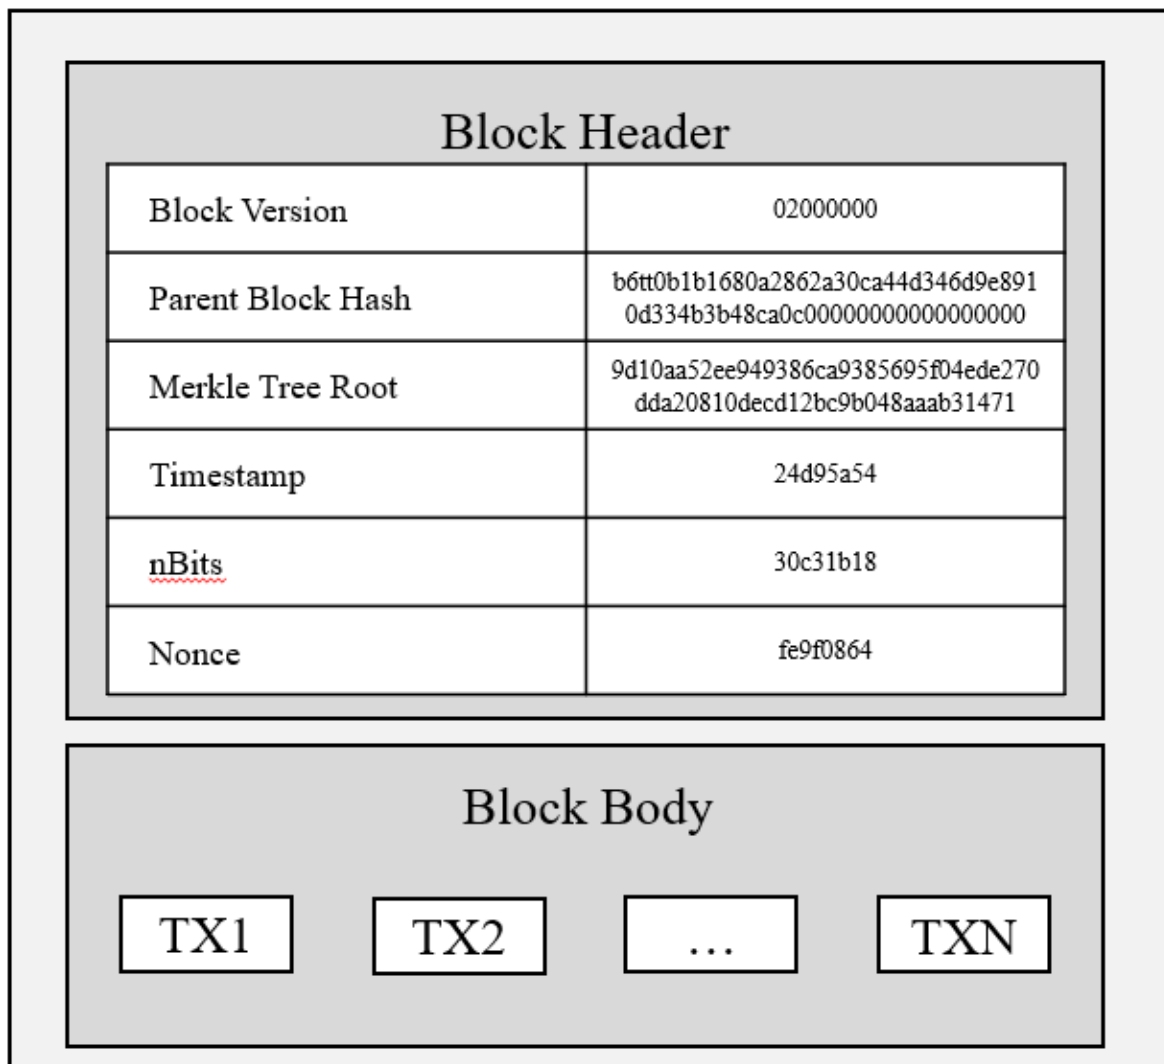 Block Header
Block Version 02000000
Parent Block Hash b6tt0b1b1680a2862a30ca44d346d9e891
0d334b3b48ca0c00000000000000000
Merkle Tree Root 9d10aa52ee949386ca9385695f04ede270
dda20810decd12bc9b048aaab31471
Timestamp 24d95a54
nBits 30c31b18
Nonce fe9f0864
Block Body
TX1 TX2 ... TXN